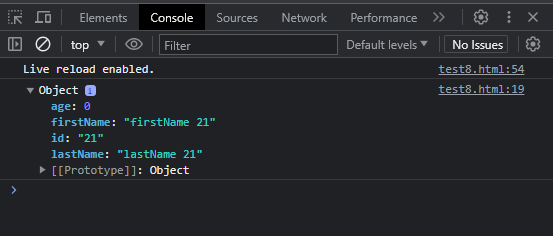 Elements Console Sources Network Performance »
top Filter Default levels No Issues
Live reload enabled. test8.html:54
Object i test8.html:19
age: 0
firstName: "firstName 21"
id: "21"
lastName: "lastName 21"
[[Prototype]]: Object